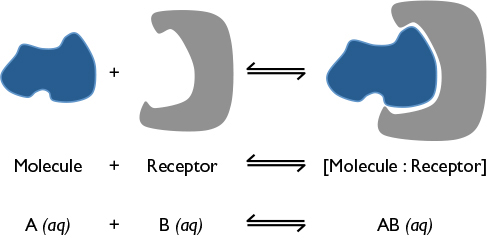 + ⇌
Molecule + Receptor ⇌ [Molecule : Receptor]
A (aq) + B (aq) ⇌ AB (aq)